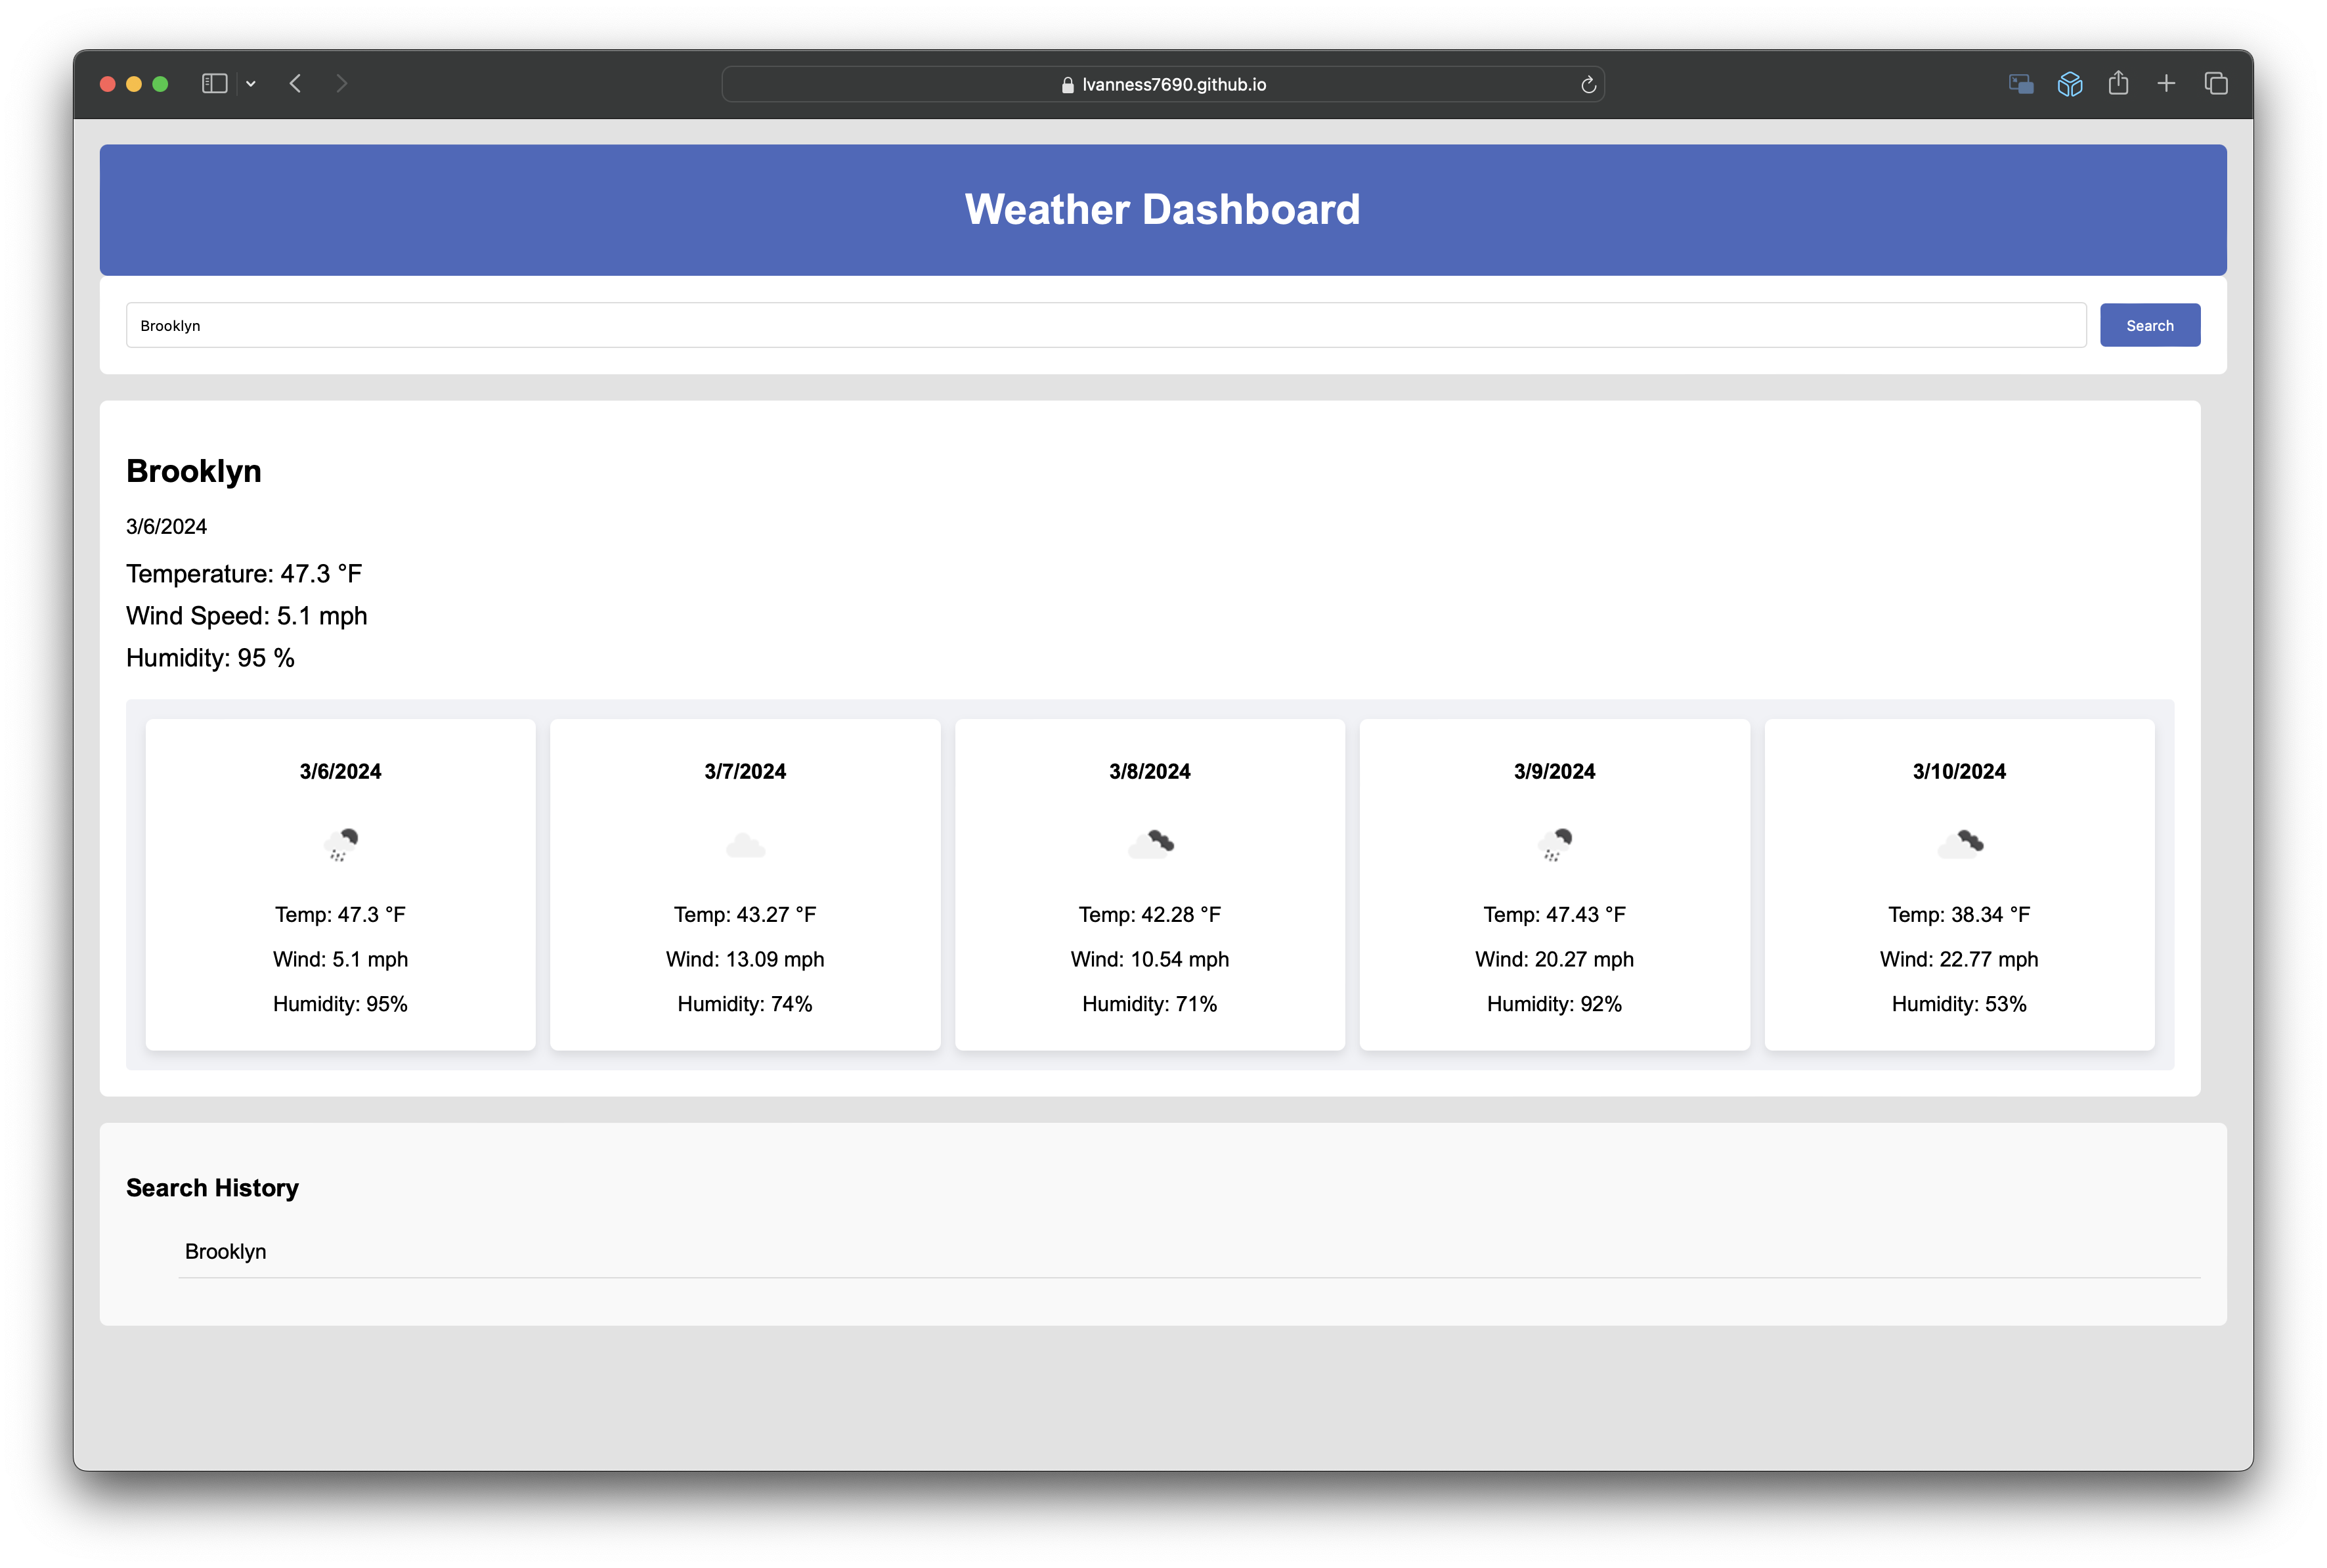 lvanness7690.github.io
Weather Dashboard
Brooklyn
Search
Brooklyn
3/6/2024
Temperature: 47.3 °F
Wind Speed: 5.1 mph
Humidity: 95 %
3/6/2024
Temp: 47.3 °F
Wind: 5.1 mph
Humidity: 95%
3/7/2024
Temp: 43.27 °F
Wind: 13.09 mph
Humidity: 74%
3/8/2024
Temp: 42.28 °F
Wind: 10.54 mph
Humidity: 71%
3/9/2024
Temp: 47.43 °F
Wind: 20.27 mph
Humidity: 92%
3/10/2024
Temp: 38.34 °F
Wind: 22.77 mph
Humidity: 53%
Search History
Brooklyn